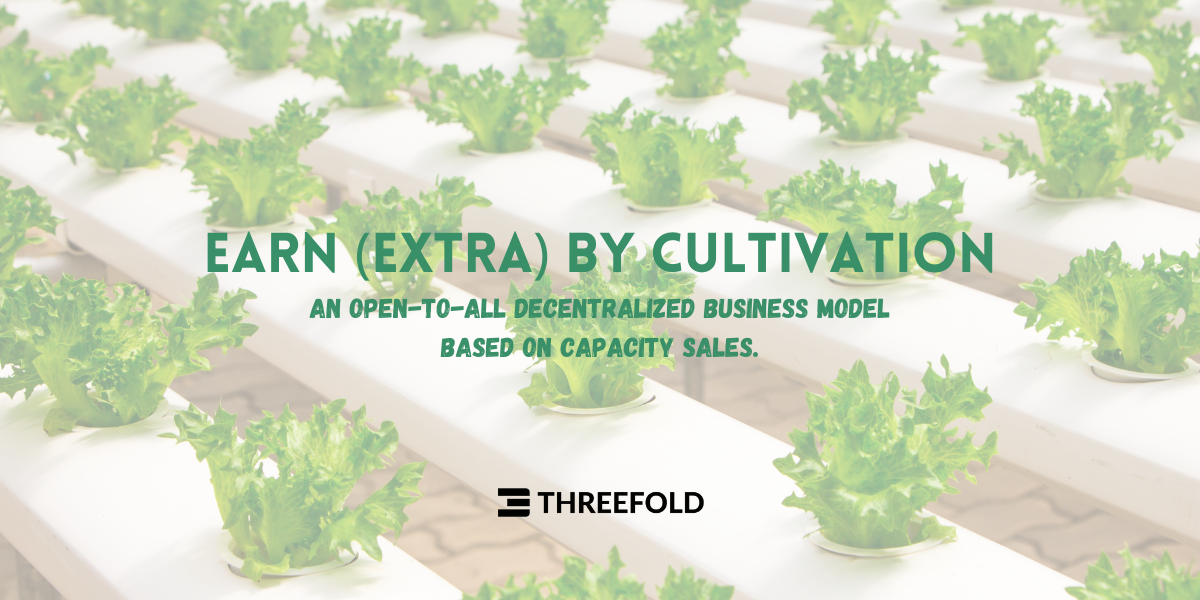 EARN (EXTRA) BY CULTIVATION
AN OPEN-TO-ALL DECENTRALIZED BUSINESS MODEL
BASED ON CAPACITY SALES.
THREEFOLD